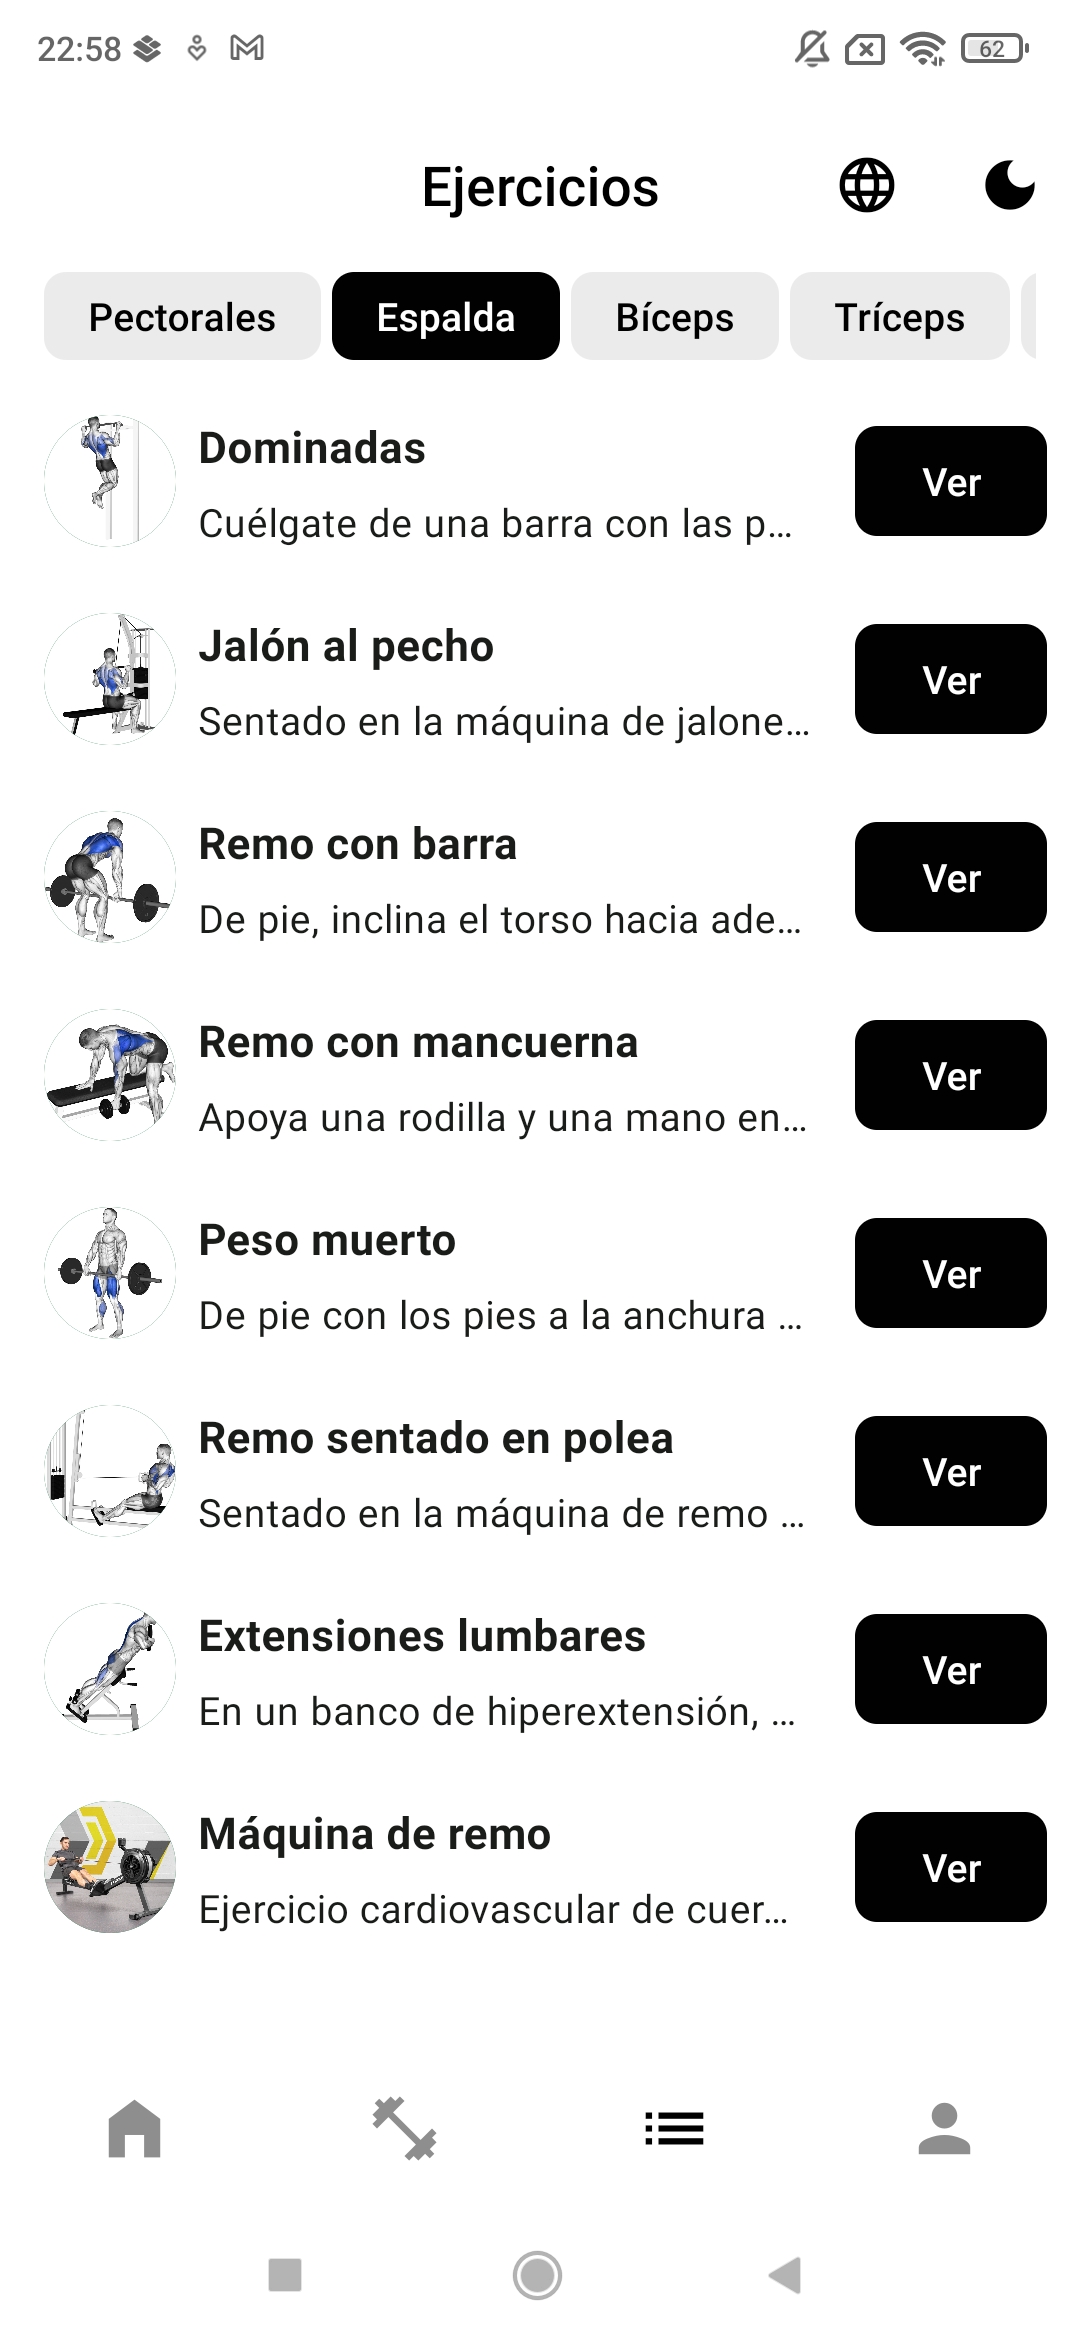 22:58
62
Ejercicios
Pectorales
Espalda
Bíceps
Tríceps
Dominadas
Cuélgate de una barra con las p...
Ver
Jalón al pecho
Sentado en la máquina de jalone...
Ver
Remo con barra
De pie, inclina el torso hacia ade...
Ver
Remo con mancuerna
Apoya una rodilla y una mano en...
Ver
Peso muerto
De pie con los pies a la anchura ...
Ver
Remo sentado en polea
Sentado en la máquina de remo ...
Ver
Extensiones lumbares
En un banco de hiperextensión, ...
Ver
Máquina de remo
Ejercicio cardiovascular de cuer...
Ver